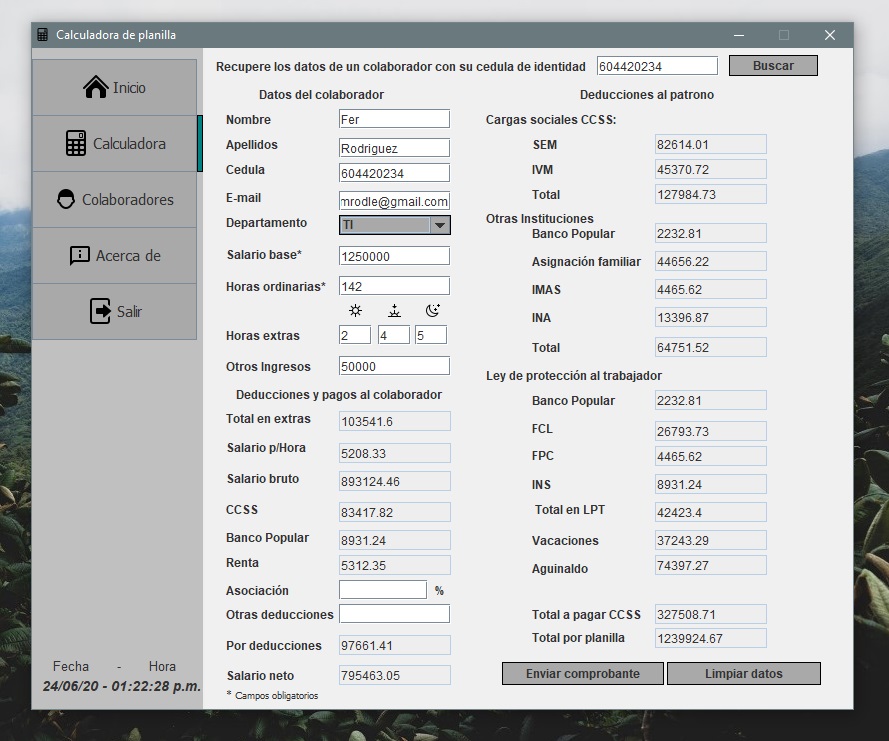 Calculadora de planilla
Inicio
Calculadora
Colaboradores
Acerca de
Salir
Fecha - Hora
24/06/20 - 01:22:28 p.m.
Recupere los datos de un colaborador con su cedula de identidad 604420234 Buscar
Datos del colaborador
Nombre Fer
Apellidos Rodriguez
Cedula 604420234
E-mail mrodle@gmail.com
Departamento TI
Salario base* 1250000
Horas ordinarias* 142
Horas extras 2 4 5
Otros Ingresos 50000
Deducciones y pagos al colaborador
Total en extras 103541.6
Salario p/Hora 5208.33
Salario bruto 893124.46
CCSS 83417.82
Banco Popular 8931.24
Renta 5312.35
Asociación %
Otras deducciones
Por deducciones 97661.41
Salario neto 795463.05
* Campos obligatorios
Deducciones al patrono
Cargas sociales CCSS:
SEM 82614.01
IVM 45370.72
Total 127984.73
Otras Instituciones
Banco Popular 2232.81
Asignación familiar 44656.22
IMAS 4465.62
INA 13396.87
Total 64751.52
Ley de protección al trabajador
Banco Popular 2232.81
FCL 26793.73
FPC 4465.62
INS 8931.24
Total en LPT 42423.4
Vacaciones 37243.29
Aguinaldo 74397.27
Total a pagar CCSS 327508.71
Total por planilla 1239924.67
Enviar comprobante Limpiar datos